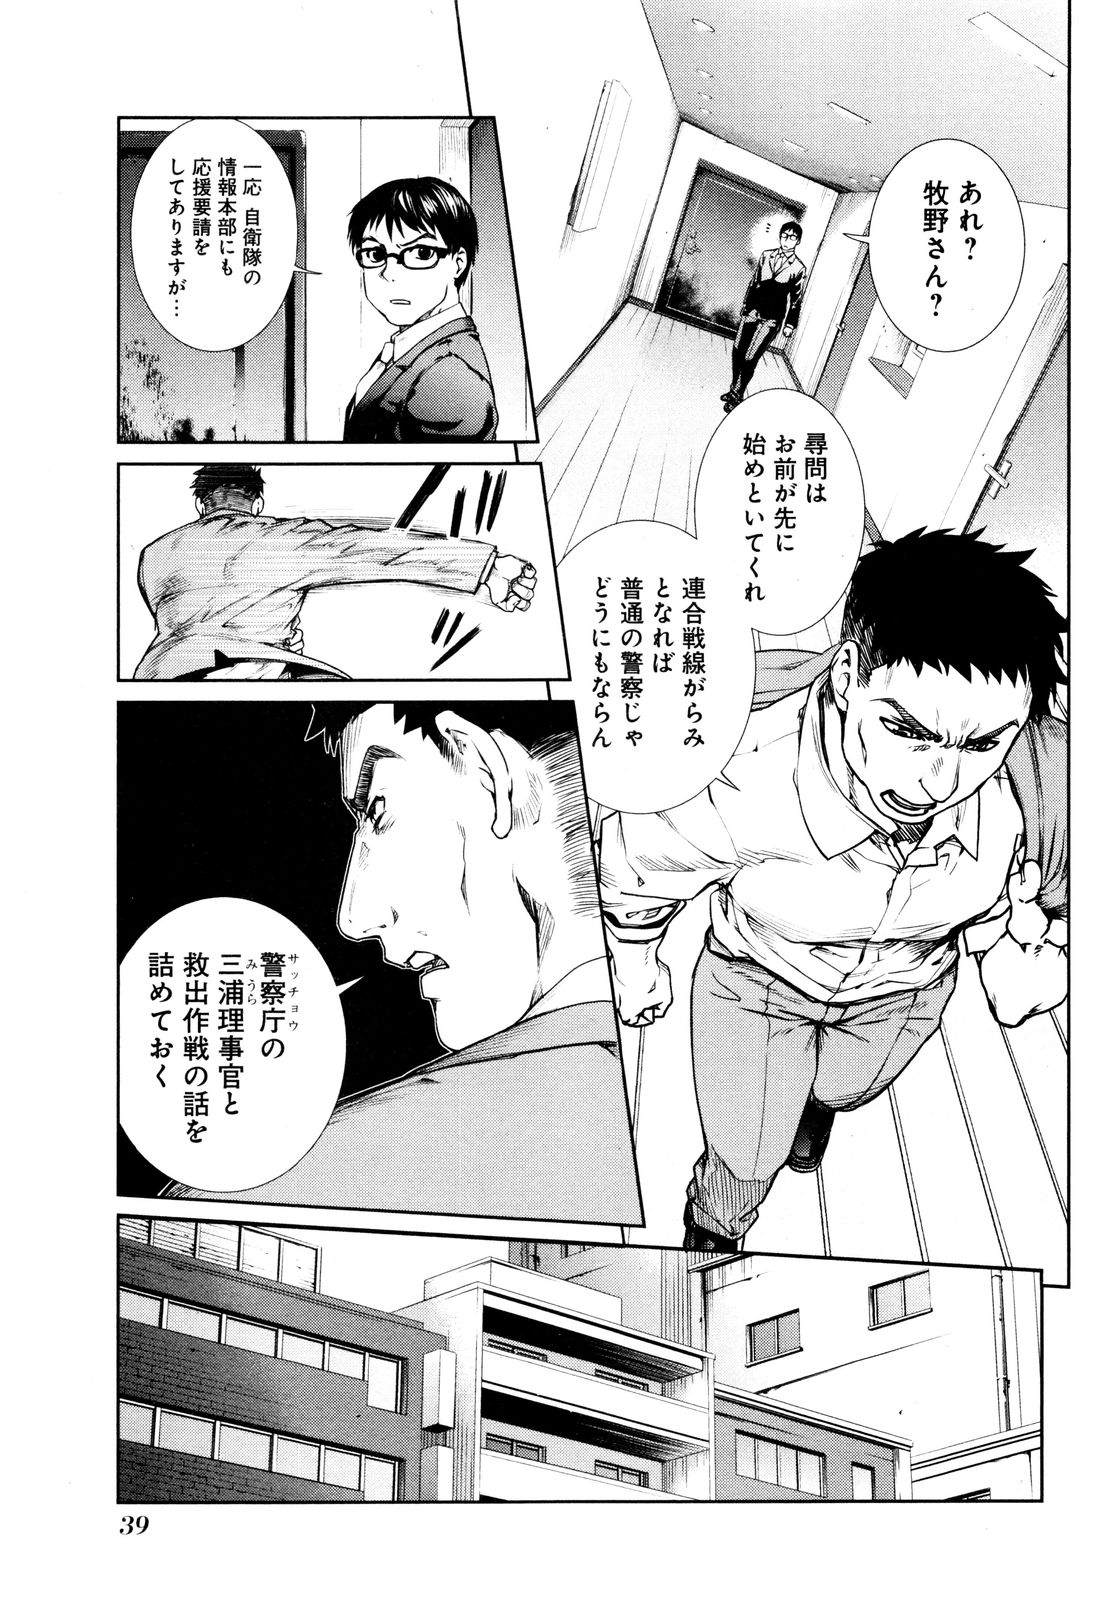 あれ?
牧野さん?
尋問は
お前が先に
始めといてくれ
連合戦線がらみ
となれば
普通の警察じゃ
どうにもならん
一応 自衛隊の
情報本部にも
応援要請を
してありますが…
警察庁の
サッチョウ
三浦理事官と
みうら
救出作戦の話を
詰めておく
39